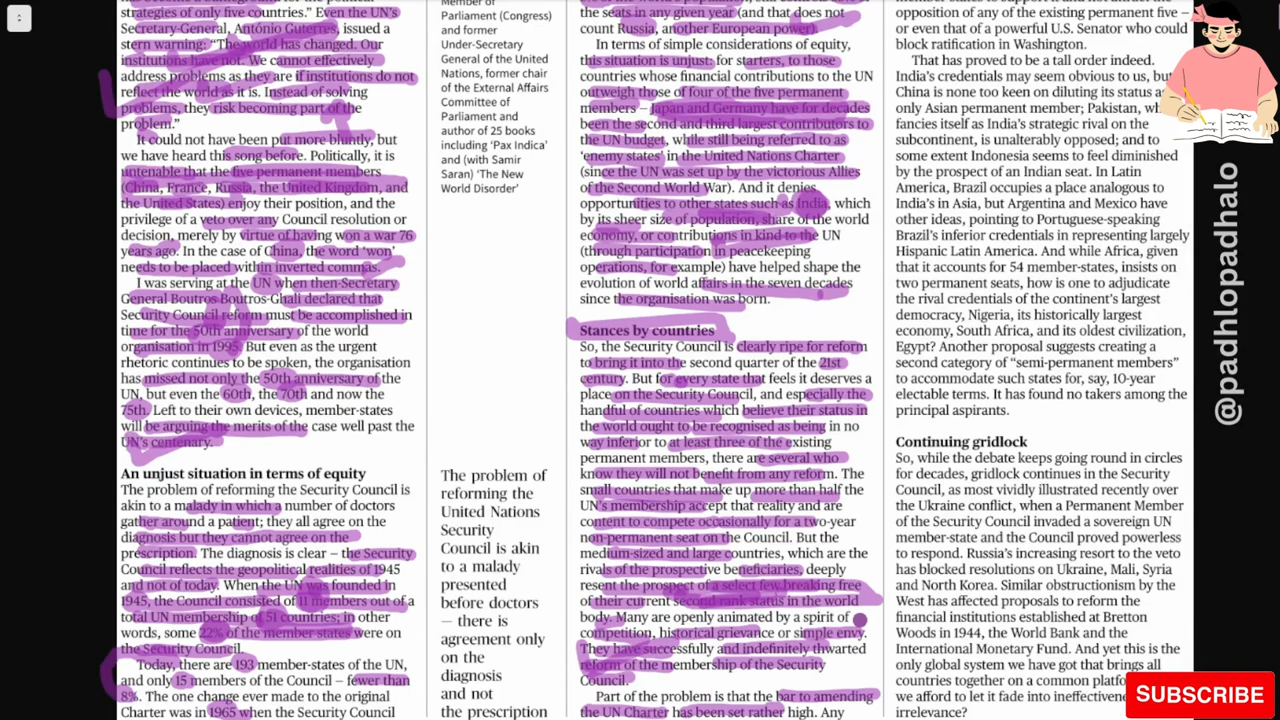 has become a battleground for the political
strategies of only five countries.” Even the UN’s
Secretary-General, António Guterres, issued a
stern warning: “The world has changed. Our
institutions have not. We cannot effectively
address problems as they are if institutions do not
reflect the world as it is. Instead of solving
problems, they risk becoming part of the
problem.”
It could not have been put more bluntly, but
we have heard this song before. Politically, it is
untenable that the five permanent members
(China, France, Russia, the United Kingdom, and
the United States) enjoy their position, and the
privilege of a veto over any Council resolution or
decision, merely by virtue of having won a war 76
years ago. In the case of China, the word ‘won’
needs to be placed within inverted commas.
I was serving at the UN when then-Secretary
General Boutros Boutros-Ghali declared that
Security Council reform must be accomplished in
time for the 50th anniversary of the world
organisation in 1995. But even as the urgent
rhetoric continues to be spoken, the organisation
has missed not only the 50th anniversary of the
UN, but even the 60th, the 70th and now the
75th. Left to their own devices, member-states
will be arguing the merits of the case well past the
UN’s centenary.
An unjust situation in terms of equity
The problem of reforming the Security Council is
akin to a malady in which a number of doctors
gather around a patient; they all agree on the
diagnosis but they cannot agree on the
prescription. The diagnosis is clear – the Security
Council reflects the geopolitical realities of 1945
and not of today. When the UN was founded in
1945, the Council consisted of 11 members out of a
total UN membership of 51 countries; in other
words, some 22% of the member states were on
the Security Council.
Today, there are 193 member-states of the UN,
and only 15 members of the Council – fewer than
8%. The one change ever made to the original
Charter was in 1965 when the Security Council
Member of
Parliament (Congress)
and former
Under-Secretary
General of the United
Nations, former chair
of the External Affairs
Committee of
Parliament and
author of 25 books
including ‘Pax Indica’
and (with Samir
Saran) ‘The New
World Disorder’
The problem of
reforming the
United Nations
Security
Council is akin
to a malady
presented
before doctors
— there is
agreement only
on the
diagnosis
and not
the prescription
the seats in any given year (and that does not
count Russia, another European power).
In terms of simple considerations of equity,
this situation is unjust: for starters, to those
countries whose financial contributions to the UN
outweigh those of four of the five permanent
members – Japan and Germany have for decades
been the second and third largest contributors to
the UN budget, while still being referred to as
‘enemy states’ in the United Nations Charter
(since the UN was set up by the victorious Allies
of the Second World War). And it denies
opportunities to other states such as India, which
by its sheer size of population, share of the world
economy, or contributions in kind to the UN
(through participation in peacekeeping
operations, for example) have helped shape the
evolution of world affairs in the seven decades
since the organisation was born.
Stances by countries
So, the Security Council is clearly ripe for reform
to bring it into the second quarter of the 21st
century. But for every state that feels it deserves a
place on the Security Council, and especially the
handful of countries which believe their status in
the world ought to be recognised as being in no
way inferior to at least three of the existing
permanent members, there are several who
know they will not benefit from any reform. The
small countries that make up more than half the
UN’s membership accept that reality and are
content to compete occasionally for a two-year
non-permanent seat on the Council. But the
medium-sized and large countries, which are the
rivals of the prospective beneficiaries, deeply
resent the prospect of a select few breaking free
of their current second rank status in the world
body. Many are openly animated by a spirit of
competition, historical grievance or simple envy.
They have successfully and indefinitely thwarted
reform of the membership of the Security
Council.
Part of the problem is that the bar to amending
the UN Charter has been set rather high. Any
opposition of any of the existing permanent five –
or even that of a powerful U.S. Senator who could
block ratification in Washington.
That has proved to be a tall order indeed.
India’s credentials may seem obvious to us, but
China is none too keen on diluting its status as
only Asian permanent member; Pakistan,
fancies itself as India’s strategic rival on the
subcontinent, is unalterably opposed; and to
some extent Indonesia seems to feel diminished
by the prospect of an Indian seat. In Latin
America, Brazil occupies a place analogous to
India’s in Asia, but Argentina and Mexico have
other ideas, pointing to Portuguese-speaking
Brazil’s inferior credentials in representing largely
Hispanic Latin America. And while Africa, given
that it accounts for 54 member-states, insists on
two permanent seats, how is one to adjudicate
the rival credentials of the continent’s largest
democracy, Nigeria, its historically largest
economy, South Africa, and its oldest civilization,
Egypt? Another proposal suggests creating a
second category of “semi-permanent members”
to accommodate such states for, say, 10-year
electable terms. It has found no takers among the
principal aspirants.
Continuing gridlock
So, while the debate keeps going round in circles
for decades, gridlock continues in the Security
Council, as most vividly illustrated recently over
the Ukraine conflict, when a Permanent Member
of the Security Council invaded a sovereign UN
member-state and the Council proved powerless
to respond. Russia’s increasing resort to the veto
has blocked resolutions on Ukraine, Mali, Syria
and North Korea. Similar obstructionism by the
West has affected proposals to reform the
financial institutions established at Bretton
Woods in 1944, the World Bank and the
International Monetary Fund. And yet this is the
only global system we have got that brings all
countries together on a common
we afford to let it fade into
irrelevance?
@padhlopadhalo
SUBSCRIBE